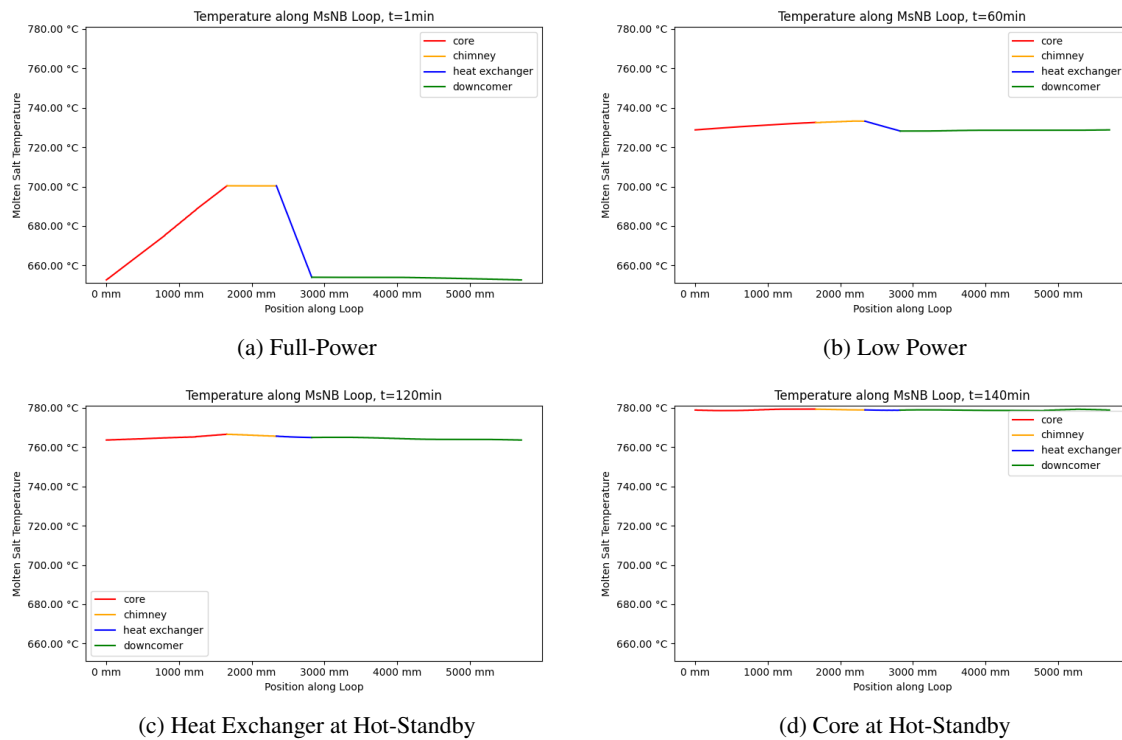 Temperature along MsNB Loop, t=1min
780.00 °C
760.00 °C
740.00 °C
720.00 °C
700.00 °C
680.00 °C
660.00 °C
Molten Salt Temperature
core
chimney
heat exchanger
downcomer
0 mm 1000 mm 2000 mm 3000 mm 4000 mm 5000 mm
Position along Loop
(a) Full-Power
Temperature along MsNB Loop, t=60min
780.00 °C
760.00 °C
740.00 °C
720.00 °C
700.00 °C
680.00 °C
660.00 °C
Molten Salt Temperature
core
chimney
heat exchanger
downcomer
0 mm 1000 mm 2000 mm 3000 mm 4000 mm 5000 mm
Position along Loop
(b) Low Power
Temperature along MsNB Loop, t=120min
780.00 °C
760.00 °C
740.00 °C
720.00 °C
700.00 °C
680.00 °C
660.00 °C
Molten Salt Temperature
core
chimney
heat exchanger
downcomer
0 mm 1000 mm 2000 mm 3000 mm 4000 mm 5000 mm
Position along Loop
(c) Heat Exchanger at Hot-Standby
Temperature along MsNB Loop, t=140min
780.00 °C
760.00 °C
740.00 °C
720.00 °C
700.00 °C
680.00 °C
660.00 °C
Molten Salt Temperature
core
chimney
heat exchanger
downcomer
0 mm 1000 mm 2000 mm 3000 mm 4000 mm 5000 mm
Position along Loop
(d) Core at Hot-Standby